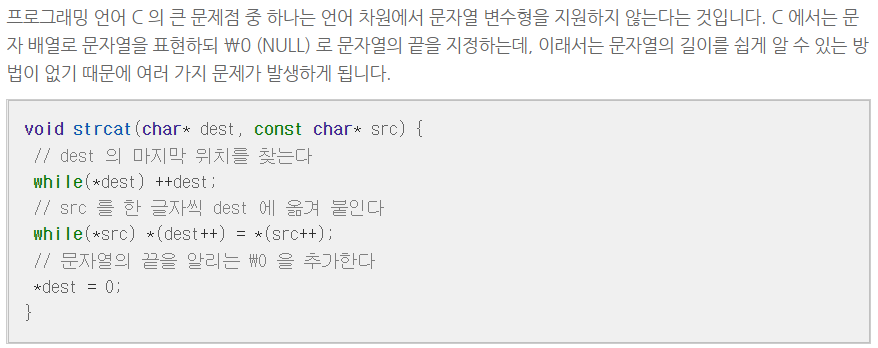 프로그래밍 언어 C 의 큰 문제점 중 하나는 언어 차원에서 문자열 변수형을 지원하지 않는다는 것입니다. C 에서는 문
자 배열로 문자열을 표현하되 ₩0 (NULL) 로 문자열의 끝을 지정하는데, 이래서는 문자열의 길이를 쉽게 알 수 있는 방
법이 없기 때문에 여러 가지 문제가 발생하게 됩니다.
void strcat(char* dest, const char* src) {
// dest 의 마지막 위치를 찾는다
while(*dest) ++dest;
// src 를 한 글자씩 dest 에 옮겨 붙인다
while(*src) *(dest++) = *(src++);
// 문자열의 끝을 알리는 ₩0 을 추가한다
*dest = 0;
}